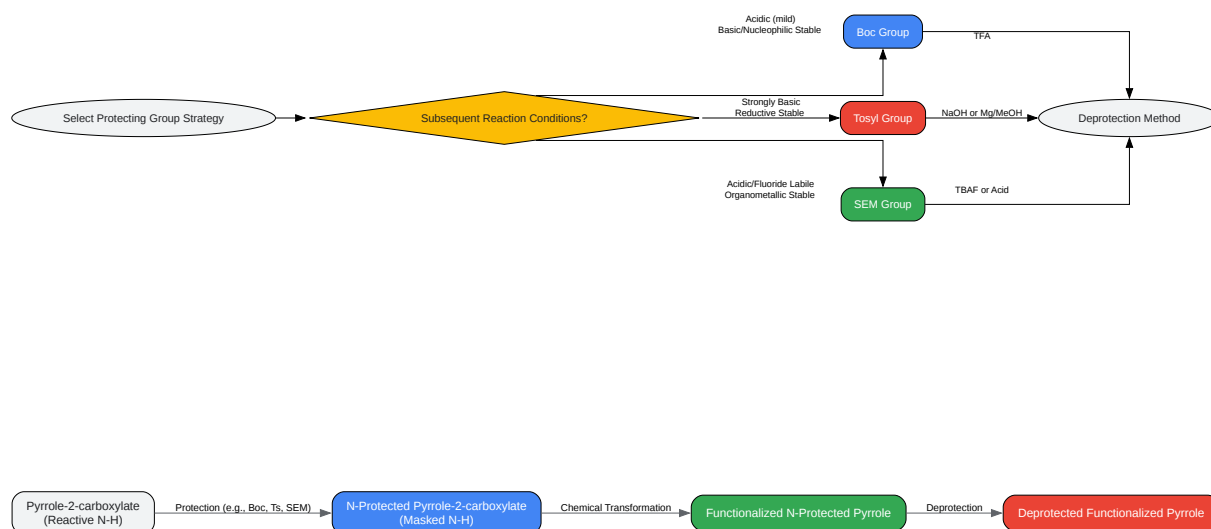 Acidic (mild)
Basic/Nucleophilic Stable
Boc Group
TFA
Select Protecting Group Strategy
Subsequent Reaction Conditions?
Strongly Basic
Reductive Stable
Tosyl Group
NaOH or Mg/MeOH
Deprotection Method
Acidic/Fluoride Labile
Organometallic Stable
SEM Group
TBAF or Acid
Pyrrole-2-carboxylate
(Reactive N-H)
Protection (e.g., Boc, Ts, SEM)
N-Protected Pyrrole-2-carboxylate
(Masked N-H)
Chemical Transformation
Functionalized N-Protected Pyrrole
Deprotection
Deprotected Functionalized Pyrrole